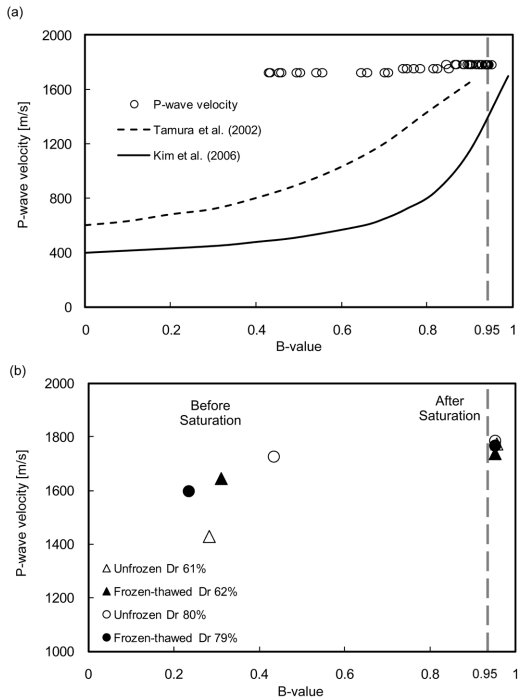 (a)
2000
1600
1200
800
400
0
P-wave velocity [m/s]
P-wave velocity
Tamura et al. (2002)
Kim et al. (2006)
0 0.2 0.4 0.6 0.8 0.95 1
B-value
(b)
2000
1800
1600
1400
1200
1000
P-wave velocity [m/s]
Before
Saturation
After
Saturation
Unfrozen Dr 61%
Frozen-thawed Dr 62%
Unfrozen Dr 80%
Frozen-thawed Dr 79%
0 0.2 0.4 0.6 0.8 0.95 1
B-value